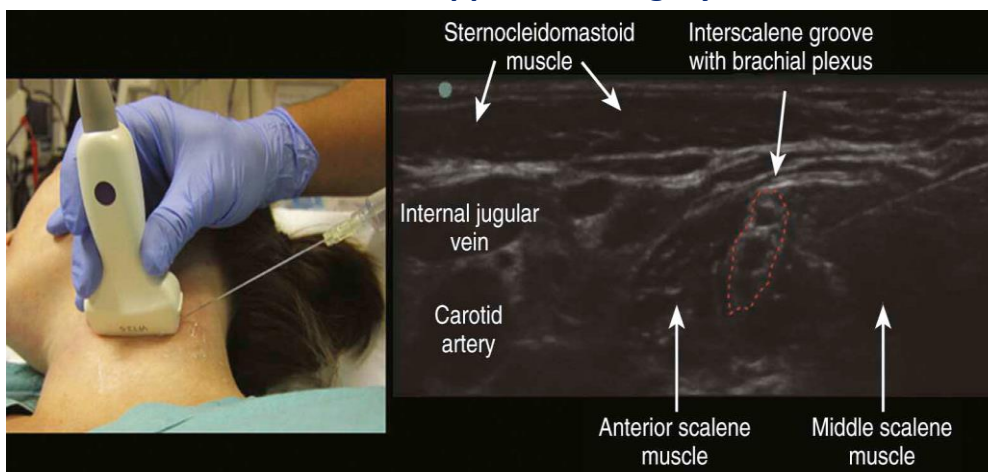 Sternocleidomastoid
muscle
Interscalene groove
with brachial plexus
Internal jugular
vein
Carotid
artery
Anterior scalene
muscle
Middle scalene
muscle